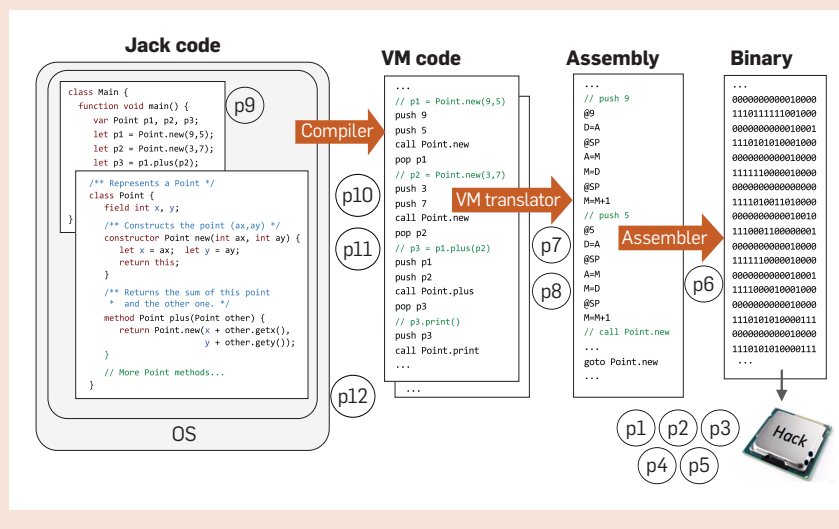 Jack code
class Main {
function void main() {
var Point p1, p2, p3;
let p1 = Point.new(9,5);
let p2 = Point.new(3,7);
let p3 = p1.plus(p2);
}
p9
/** Represents a Point */
class Point {
field int x, y;
/** Constructs the point (ax,ay) */
constructor Point new(int ax, int ay) {
let x = ax;  let y = ay;
return this;
}
/** Returns the sum of this point
*  and the other one. */
method Point plus(Point other) {
return Point.new(x + other.getx(),
y + other.gety());
}
// More Point methods...
}
OS
p12
Compiler
p10
p11
VM code
...
// p1 = Point.new(9,5)
push 9
push 5
call Point.new
pop p1
// p2 = Point.new(3,7)
push 3
push 7
call Point.new
pop p2
// p3 = p1.plus(p2)
push p1
push p2
call Point.plus
pop p3
// p3.print()
push p3
call Point.print
...
...
VM translator
p7
p8
Assembly
...
// push 9
@9
D=A
@SP
A=M
M=D
@SP
M=M+1
// push 5
@5
D=A
@SP
A=M
M=D
@SP
M=M+1
// call Point.new
...
goto Point.new
...
Assembler
p6
Binary
...
0000000000010000
1110111111001000
0000000000010001
1110101010001000
0000000000010000
1111110000010000
0000000000000000
1111010011010000
0000000000010010
1110001100000001
0000000000010000
1111110000010000
0000000000010001
1111000010001000
0000000000010000
1110101010000111
0000000000010000
1110101010000111
...
p1 p2 p3
p4 p5
Hack